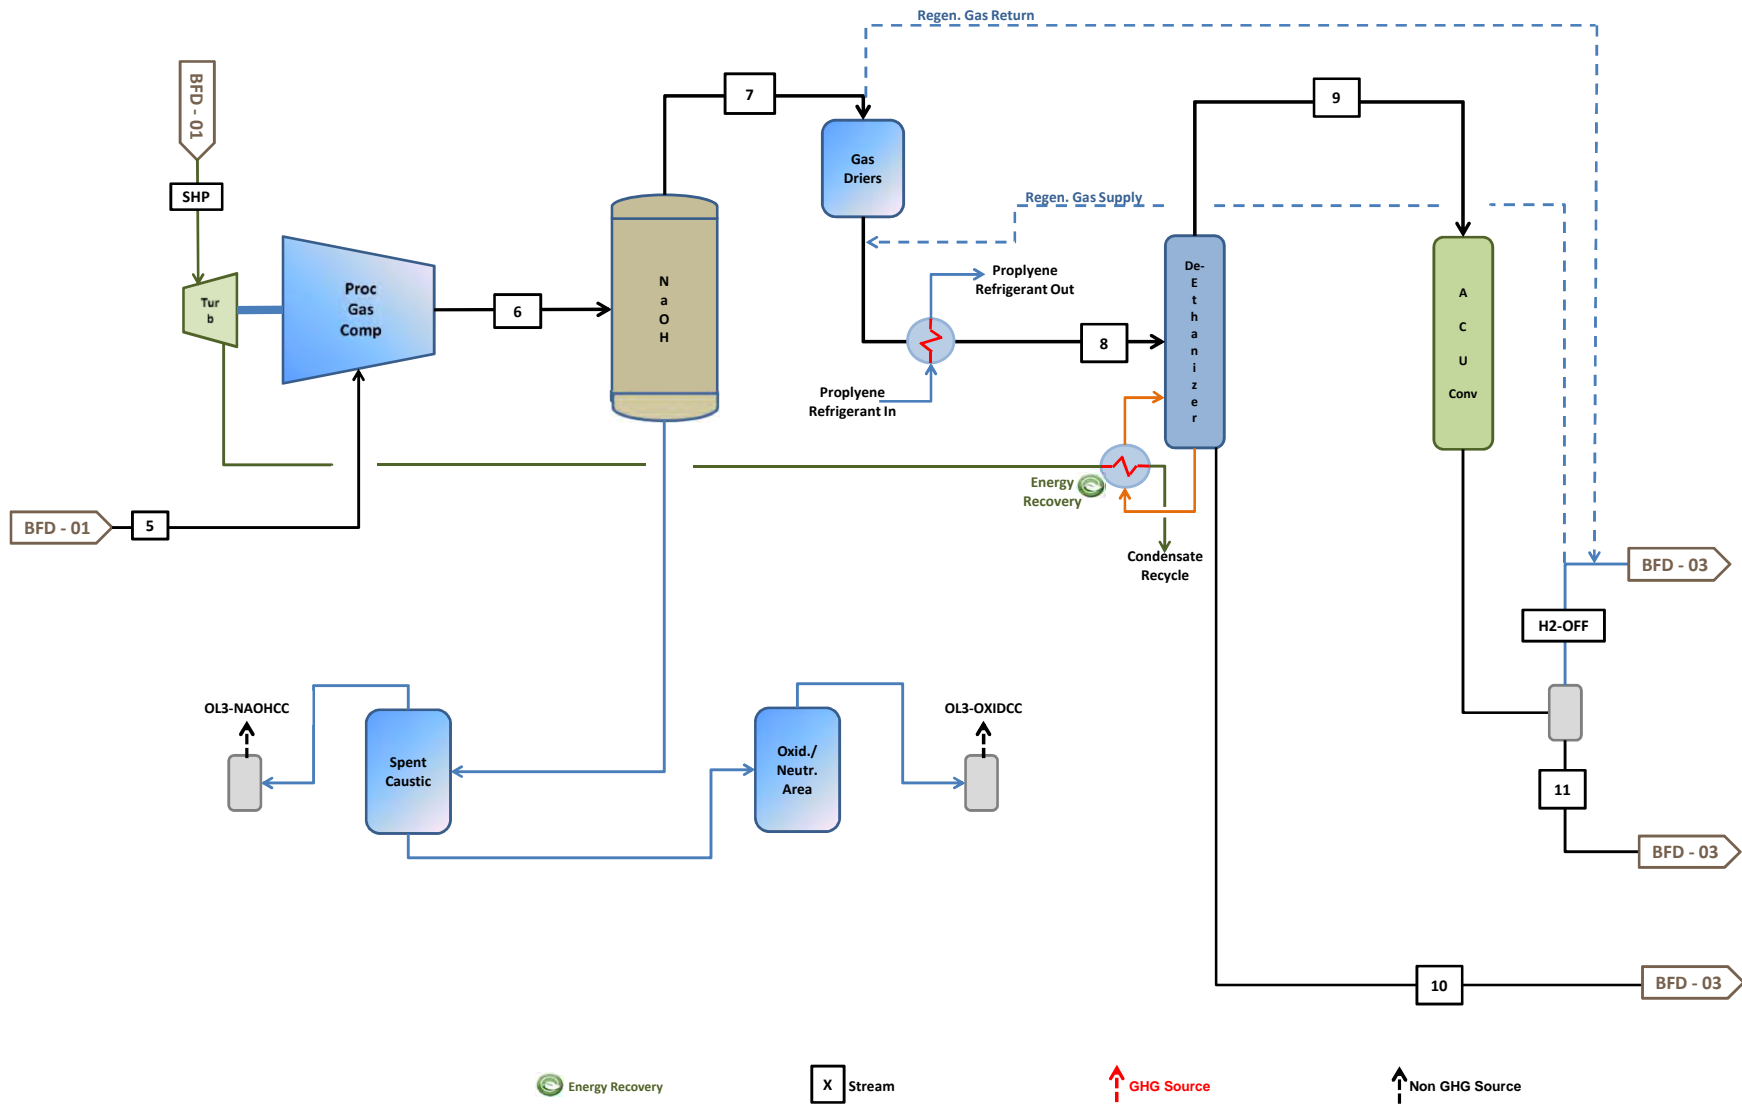 Regen. Gas Return
BFD - 01
7
9
Gas
Driers
SHP
Regen. Gas Supply
Tur
b
Proc
Gas
Comp
6
N
a
O
H
Proplyene
Refrigerant Out
8
Proplyene
Refrigerant In
De-
E
t
h
a
n
i
z
e
r
A
C
U
Conv
Energy
Recovery
BFD - 01
5
Condensate
Recycle
BFD - 03
H2-OFF
OL3-NAOHCC
Spent
Caustic
Oxid./
Neutr.
Area
OL3-OXIDCC
11
BFD - 03
10
BFD - 03
Energy Recovery
X
Stream
GHG Source
Non GHG Source